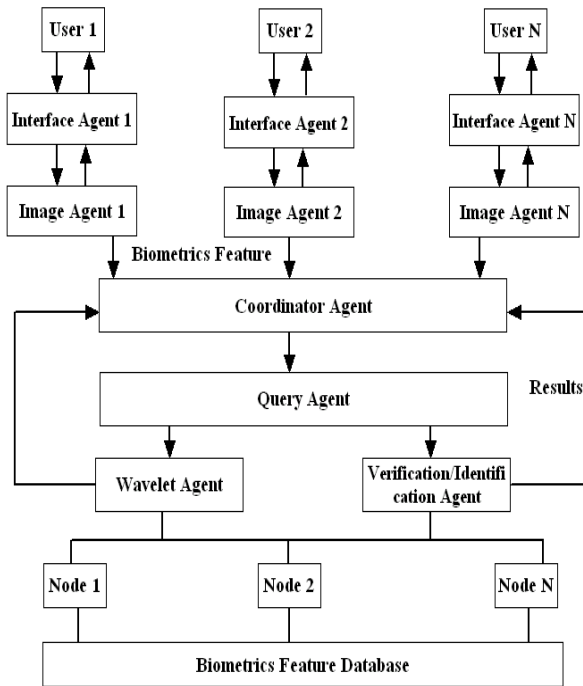 User 1
User 2
User N
Interface Agent 1
Interface Agent 2
Interface Agent N
Image Agent 1
Image Agent 2
Image Agent N
Biometrics Feature
Coordinator Agent
Query Agent
Results
Wavelet Agent
Verification/Identifi
cation Agent
Node 1
Node 2
Node N
Biometrics Feature Database